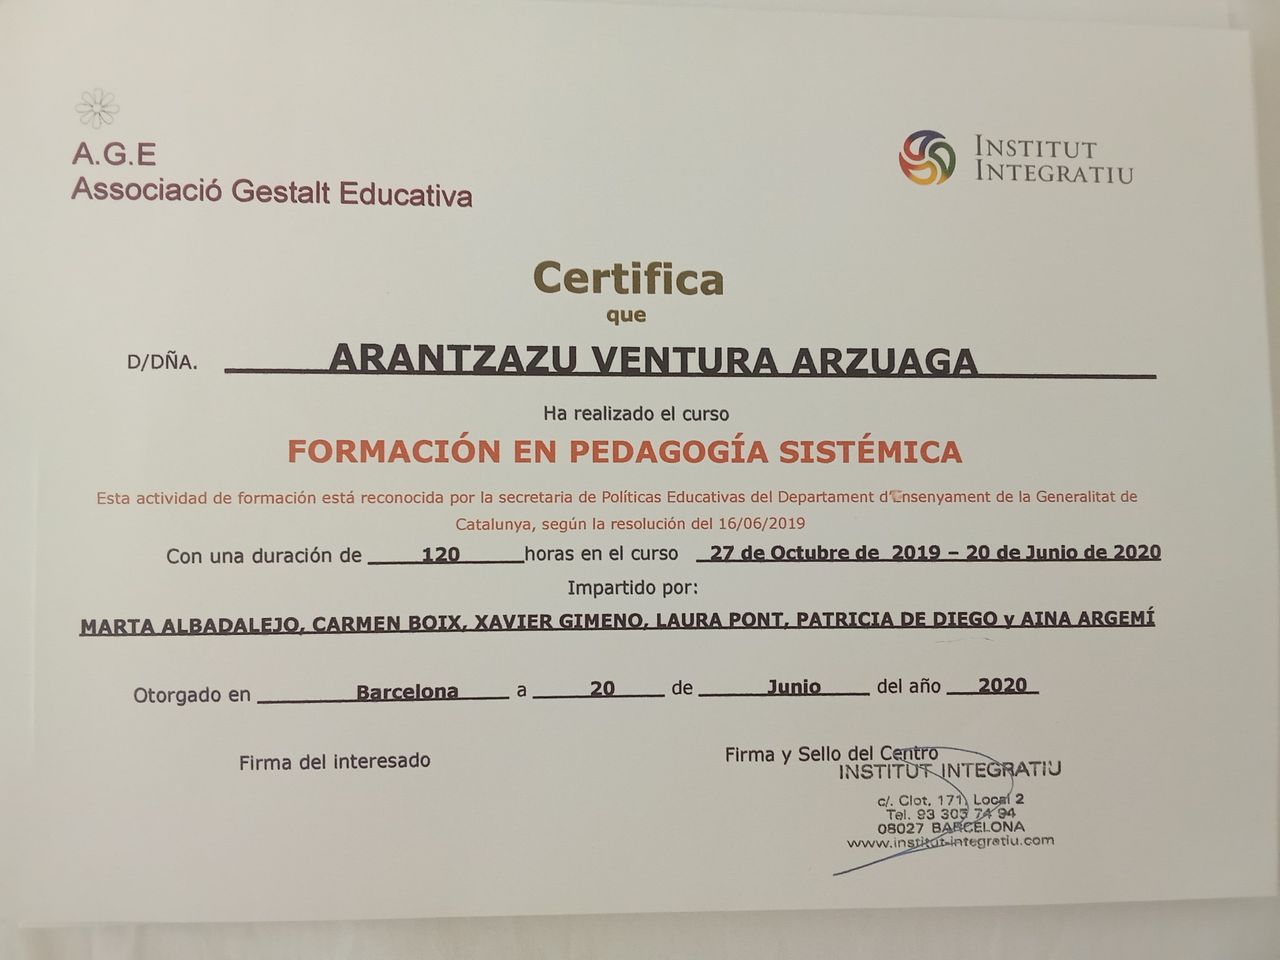 A.G.E
Associació Gestalt Educativa
INSTITUT
INTEGRATIU
Certifica
que
D/DÑA. ARANTZAZU VENTURA ARZUAGA
Ha realizado el curso
FORMACIÓN EN PEDAGOGÍA SISTÉMICA
Esta actividad de formación está reconocida por la secretaria de Políticas Educativas del Departament d'Ensenyament de la Generalitat de
Catalunya, según la resolución del 16/06/2019
Con una duración de 120 horas en el curso 27 de Octubre de 2019 – 20 de Junio de 2020
Impartido por:
MARTA ALBADALEJO, CARMEN BOIX, XAVIER GIMENO, LAURA PONT, PATRICIA DE DIEGO y AINA ARGEMÍ
Otorgado en Barcelona a 20 de Junio del año 2020
Firma del interesado
Firma y Sello del Centro
INSTITUT INTEGRATIU
c/. Clot, 171, Local 2
Tel. 93 303 74 94
08027 BARCELONA
www.institut-integratiu.com